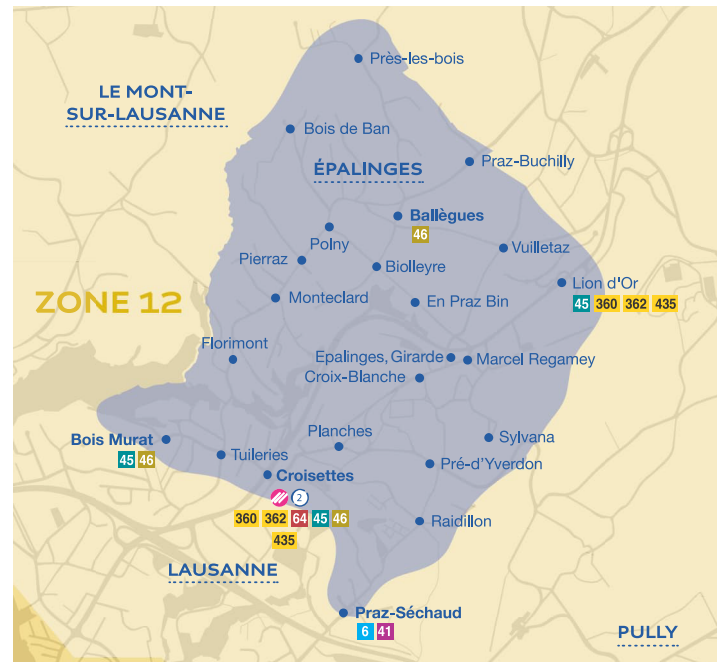 Près-les-bois
LE MONT-
SUR-LAUSANNE
Bois de Ban
ÉPALINGES
Praz-Buchilly
Ballègues
46
Polny
Vuilletaz
Pierraz
Biolleyre
Lion d'Or
45 360 362 435
ZONE 12
Monteclard
En Praz Bin
Florimont
Epalinges, Girarde
Marcel Regamey
Croix-Blanche
Planches
Sylvana
Bois Murat
45 46
Tuileries
Pré-d'Yverdon
Croisettes
2
360 362 64 45 46
435
Raidillon
LAUSANNE
Praz-Séchaud
6 41
PULLY